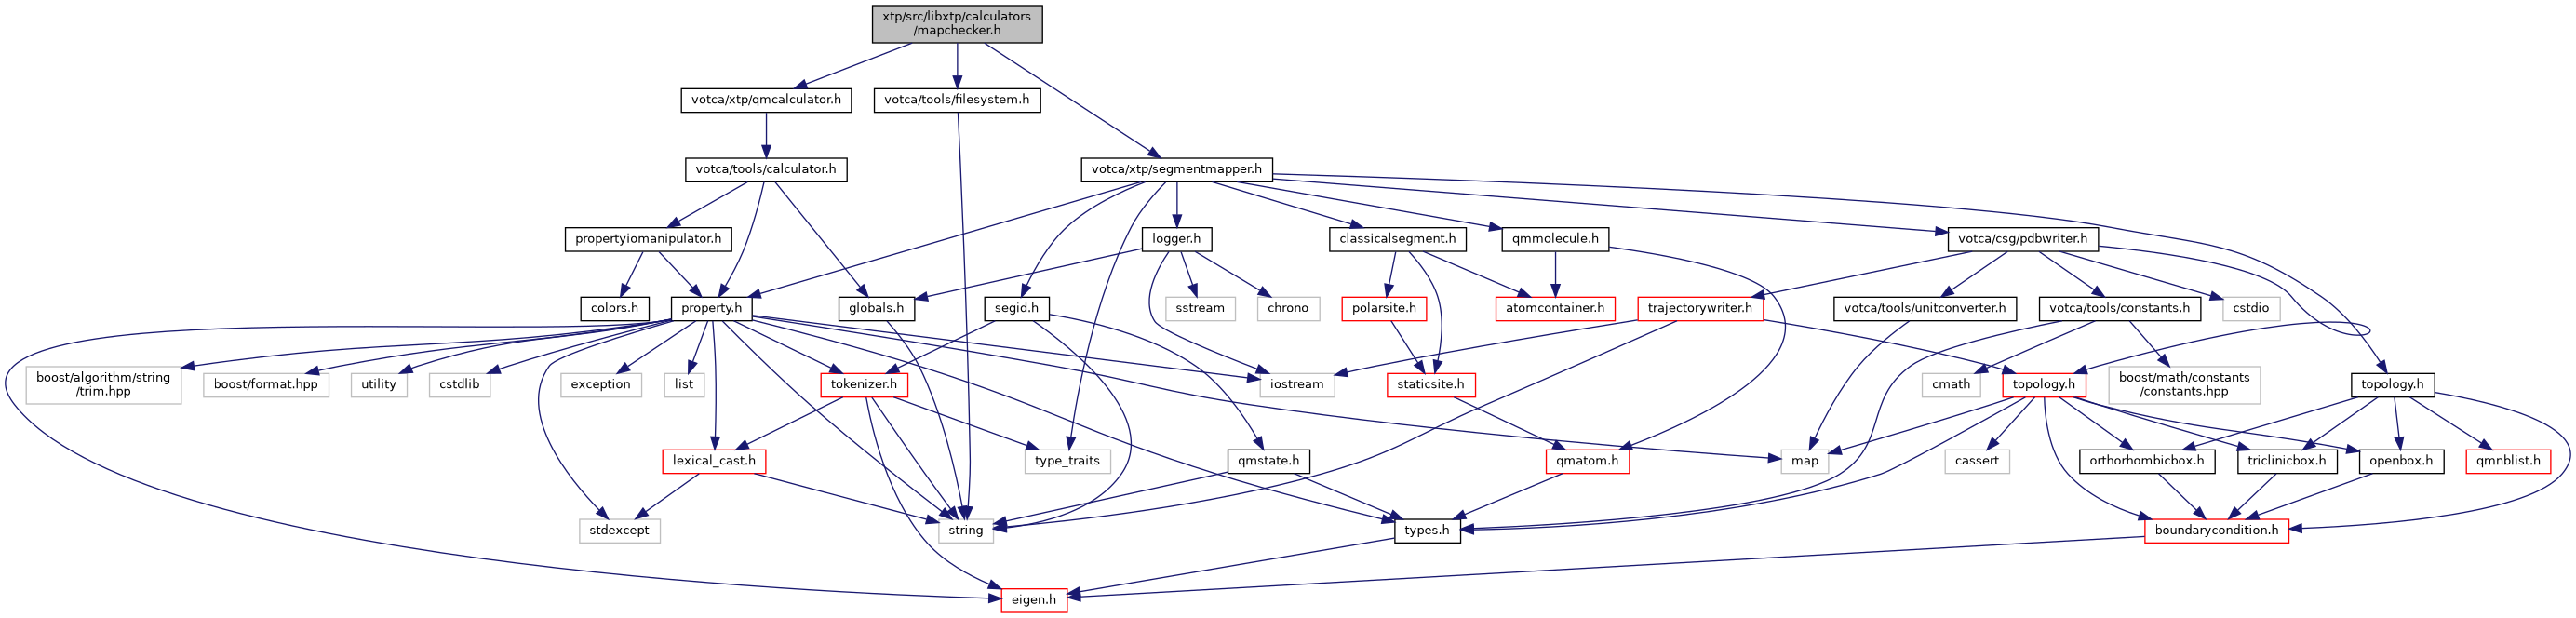 xtp/src/libxtp/calculators
/mapchecker.h
votca/xtp/qmcalculator.h
votca/tools/filesystem.h
votca/tools/calculator.h
votca/xtp/segmentmapper.h
propertyiomanipulator.h
logger.h
classicalsegment.h
qmmolecule.h
votca/csg/pdbwriter.h
colors.h
property.h
globals.h
segid.h
sstream
chrono
polarsite.h
atomcontainer.h
trajectorywriter.h
votca/tools/unitconverter.h
votca/tools/constants.h
cstdio
boost/algorithm/string
/trim.hpp
boost/format.hpp
utility
cstdlib
exception
list
tokenizer.h
iostream
staticsite.h
cmath
topology.h
boost/math/constants
/constants.hpp
topology.h
lexical_cast.h
type_traits
qmstate.h
qmatom.h
map
cassert
orthorhombicbox.h
triclinicbox.h
openbox.h
qmnblist.h
stdexcept
string
types.h
boundarycondition.h
eigen.h